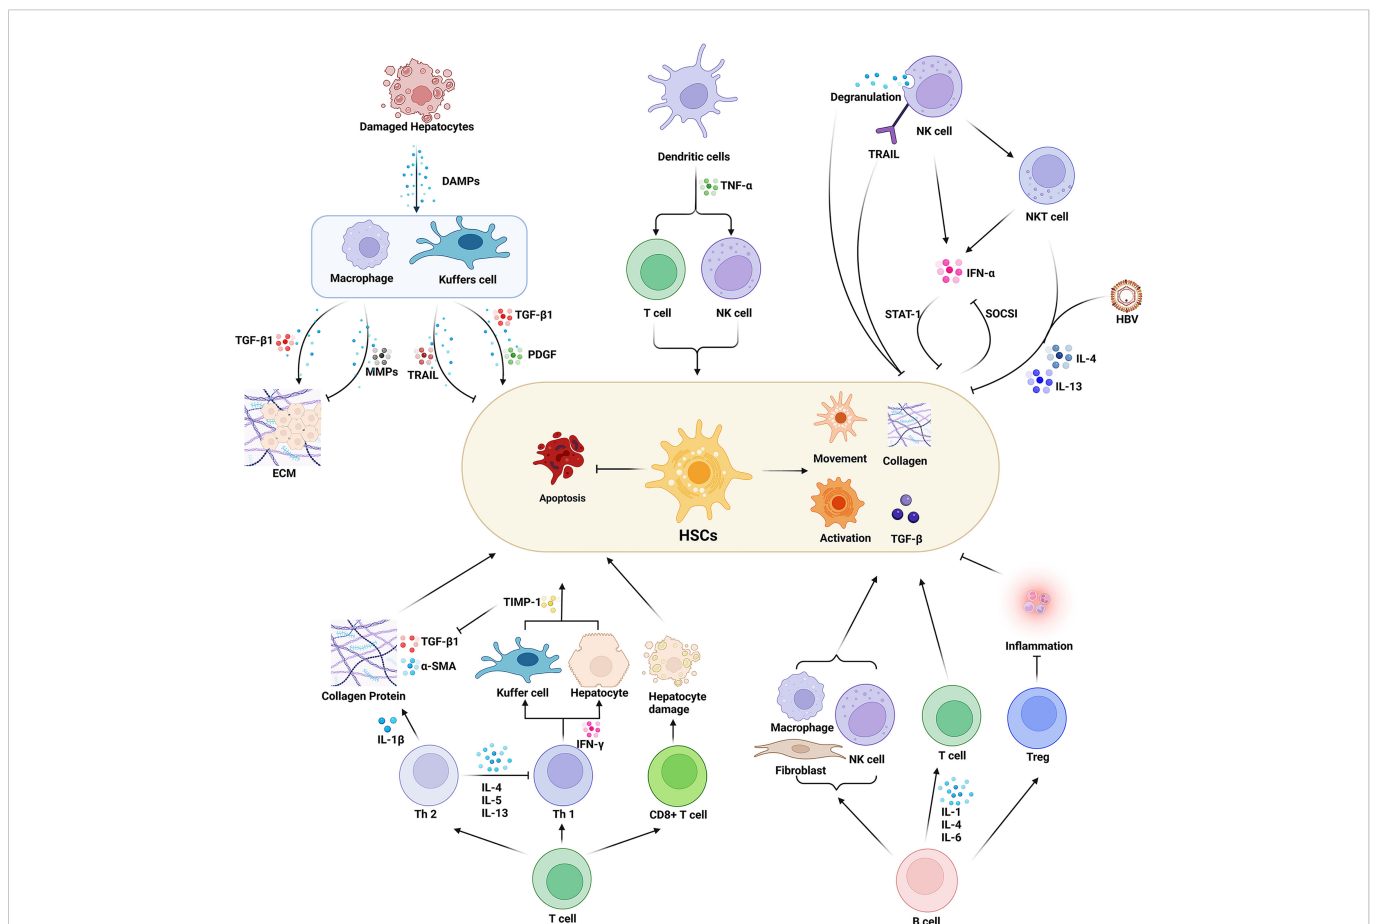 Damaged Hepatocytes
DAMPs
Macrophage
Kuffers cell
TGF-β1
MMPs
TRAIL
TGF-β1
PDGF
ECM
Dendritic cells
TNF-α
T cell
NK cell
Degranulation
NK cell
TRAIL
NKT cell
IFN-α
STAT-1
SOCSI
HBV
IL-4
IL-13
Apoptosis
HSCs
Movement
Collagen
Activation
TGF-β
TIMP-1
TGF-β1
α-SMA
Collagen Protein
Kuffer cell
Hepatocyte
Hepatocyte
damage
IL-1β
IFN-γ
IL-4
IL-5
IL-13
Th 2
Th 1
CD8+ T cell
T cell
Inflammation
Macrophage
NK cell
Fibroblast
T cell
Treg
IL-1
IL-4
IL-6
B cell